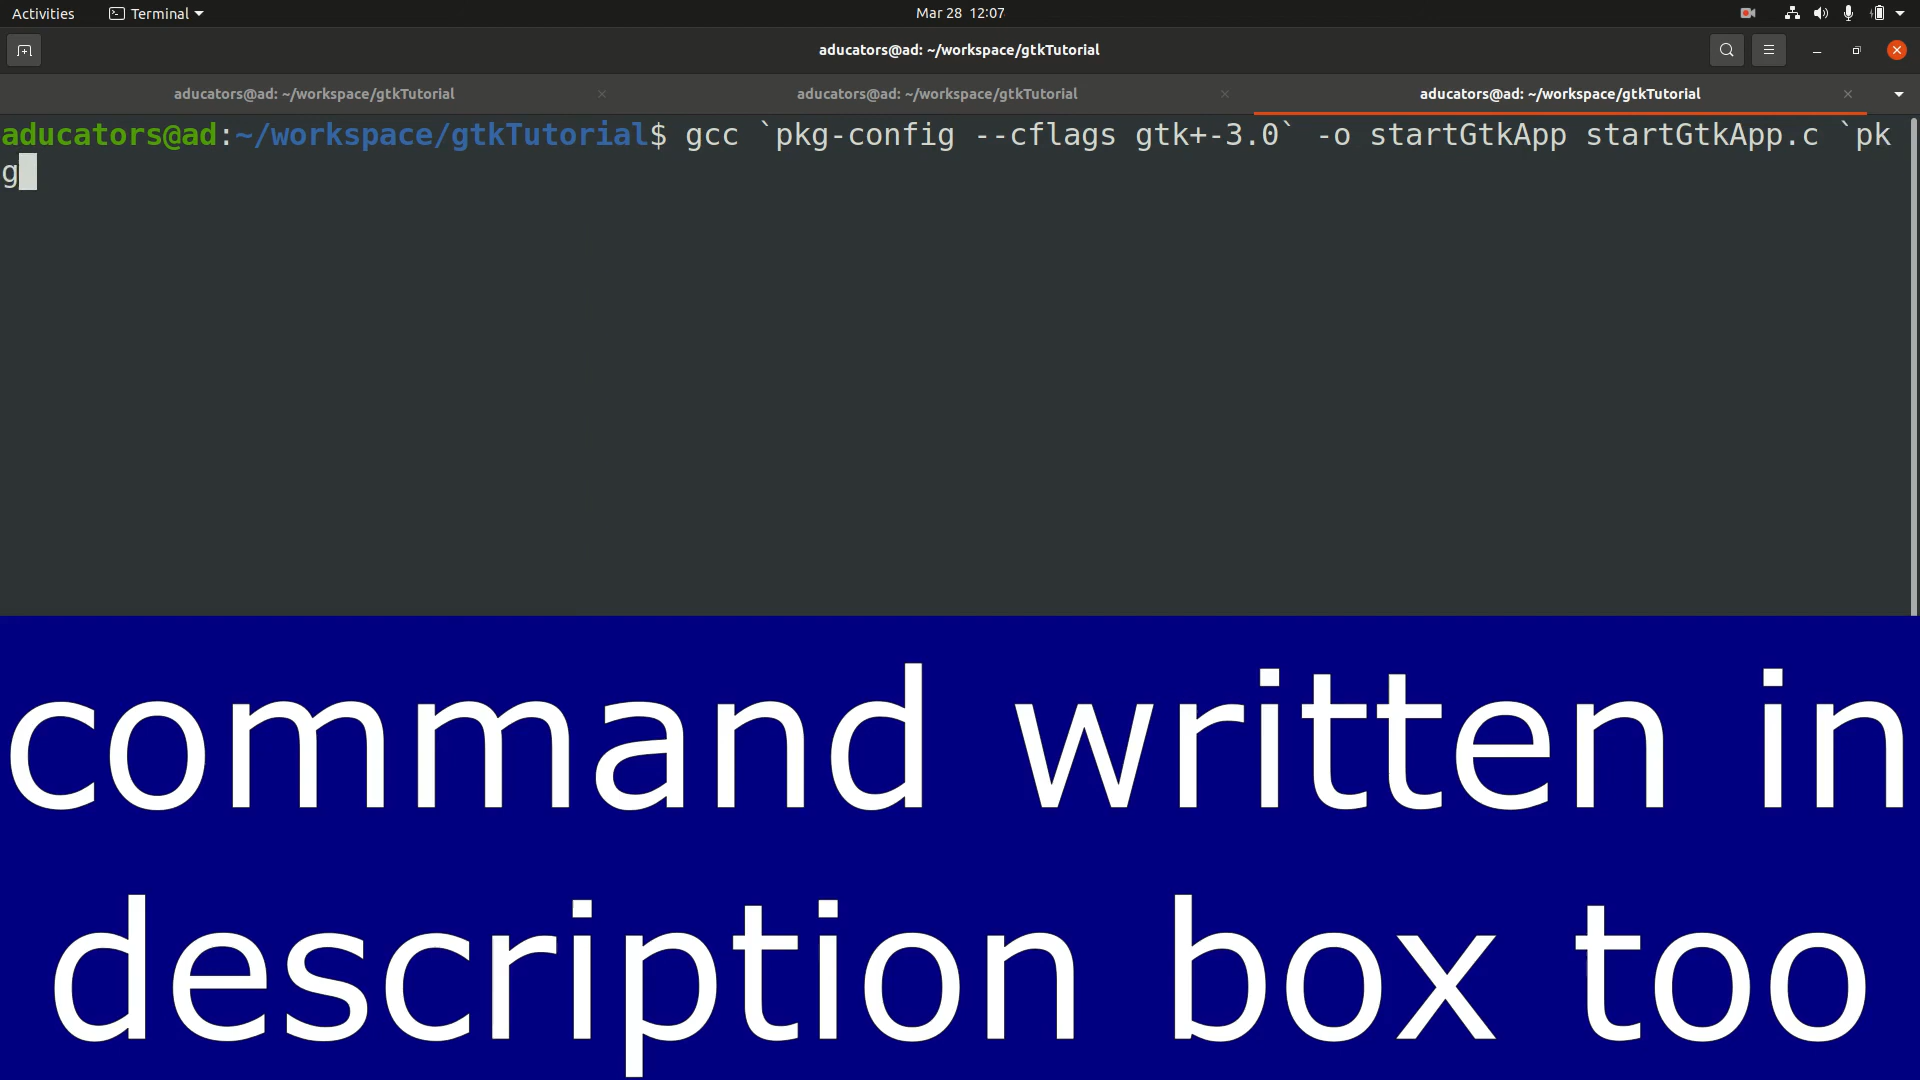 Activities Terminal Mar 28 12:07
aducators@ad: ~/workspace/gtkTutorial
aducators@ad: ~/workspace/gtkTutorial aducators@ad: ~/workspace/gtkTutorial aducators@ad: ~/workspace/gtkTutorial
aducators@ad:~/workspace/gtkTutorial$ gcc `pkg-config --cflags gtk+-3.0` -o startGtkApp startGtkApp.c `pk
g
command written in
description box too